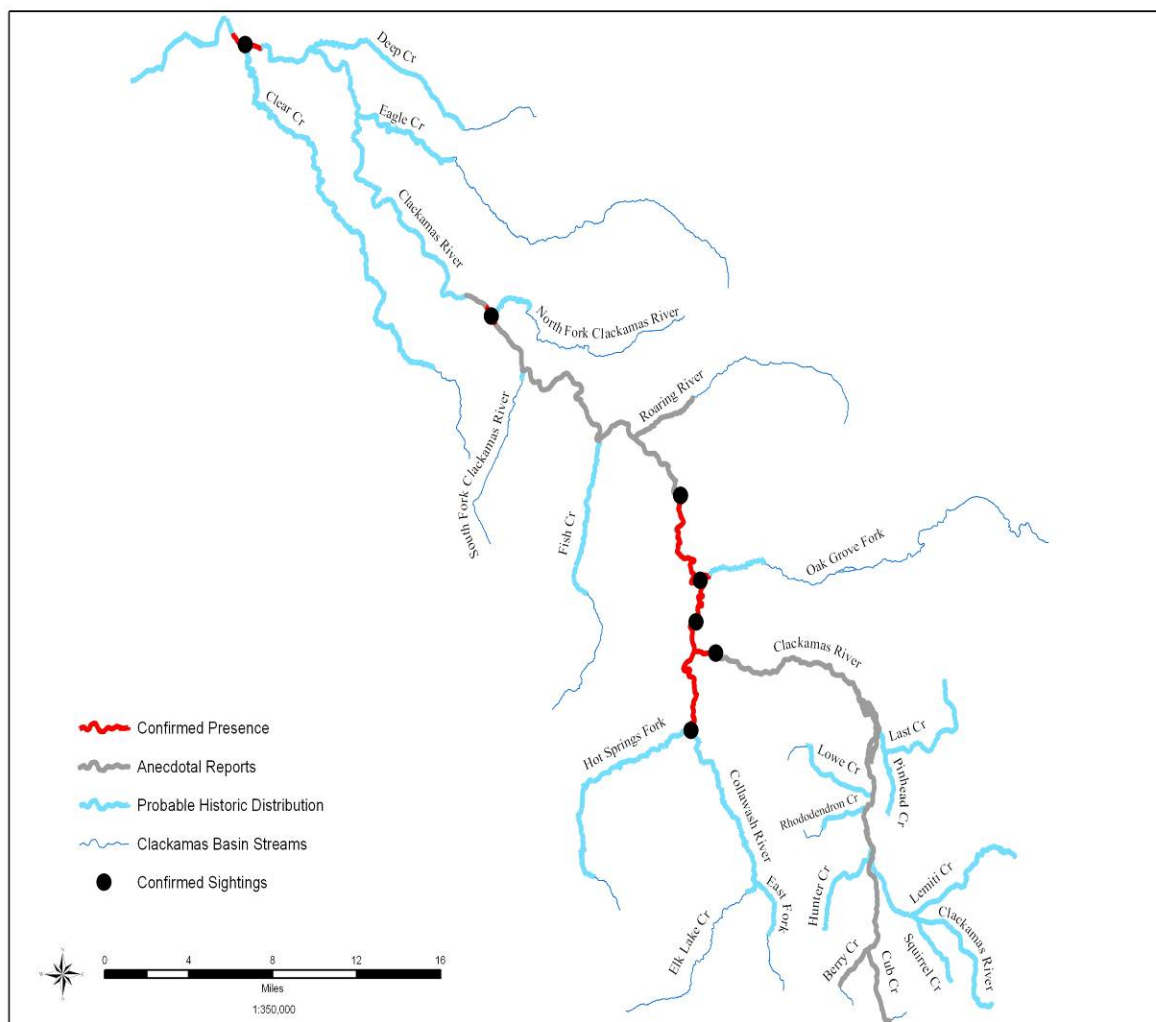 Deep Cr
Clear Cr
Eagle Cr
Clackamas River
North Fork Clackamas River
South Fork Clackamas River
Roaring River
Fish Cr
Oak Grove Fork
Clackamas River
Hot Springs Fork
Last Cr
Lowe Cr
Pinhead Cr
Rhododendron Cr
Collawash River
East Fork
Elk Lake Cr
Hunter Cr
Lemiti Cr
Clackamas River
Squirrel Cr
Berry Cr
Cub Cr
Confirmed Presence
Anecdotal Reports
Probable Historic Distribution
Clackamas Basin Streams
Confirmed Sightings
0 4 8 12 16
Miles
1:350,000